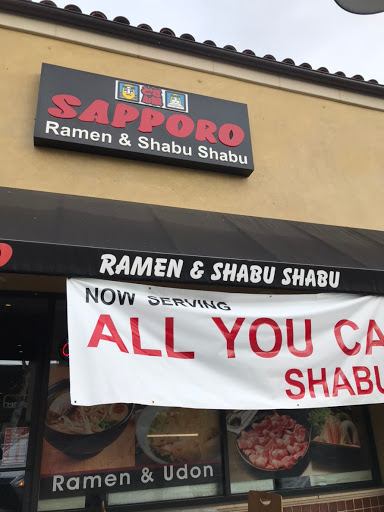 SAPPORO
Ramen & Shabu Shabu
RAMEN & SHABU SHABU
NOW SERVING
ALL YOU CA
SHABU
Ramen & Udon